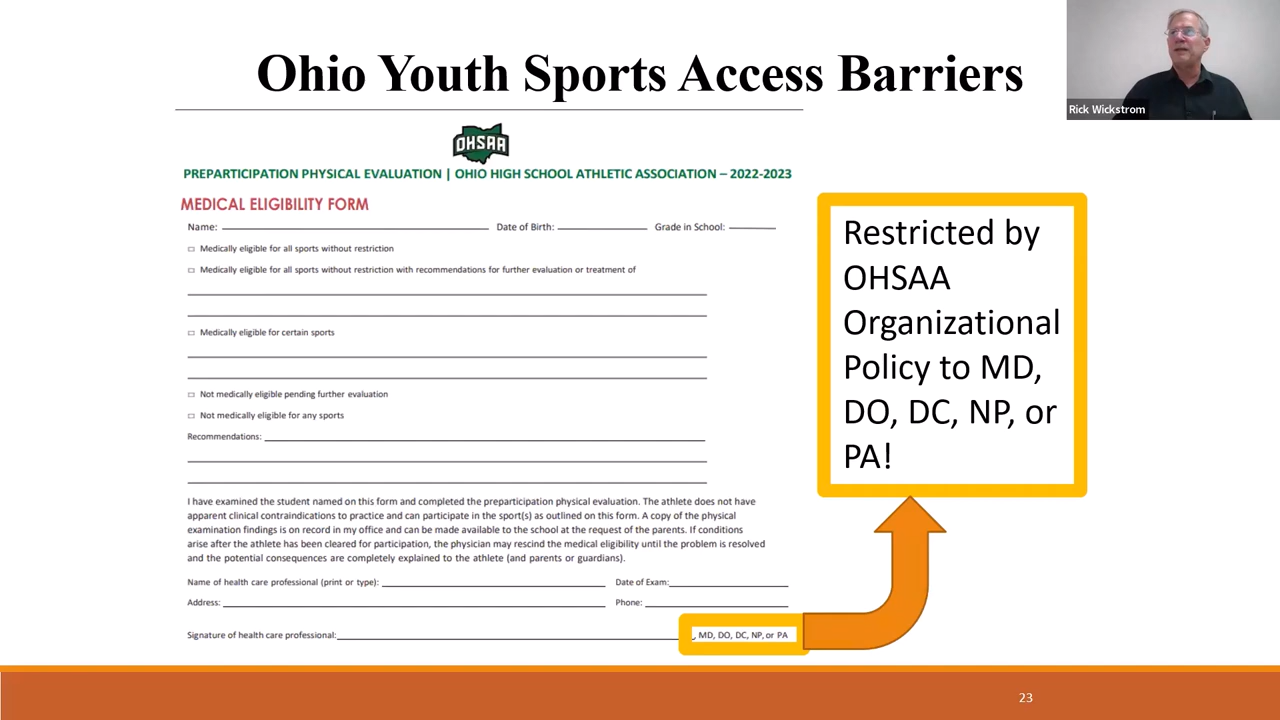 Ohio Youth Sports Access Barriers
Rick Wickstrom
OHSAA
PREPARTICIPATION PHYSICAL EVALUATION | OHIO HIGH SCHOOL ATHLETIC ASSOCIATION – 2022-2023
MEDICAL ELIGIBILITY FORM
Name: Date of Birth: Grade in School:
□ Medically eligible for all sports without restriction
□ Medically eligible for all sports without restriction with recommendations for further evaluation or treatment of
□ Medically eligible for certain sports
□ Not medically eligible pending further evaluation
□ Not medically eligible for any sports
Recommendations:
I have examined the student named on this form and completed the preparticipation physical evaluation. The athlete does not have
apparent clinical contraindications to practice and can participate in the sport(s) as outlined on this form. A copy of the physical
examination findings is on record in my office and can be made available to the school at the request of the parents. If conditions
arise after the athlete has been cleared for participation, the physician may rescind the medical eligibility until the problem is resolved
and the potential consequences are completely explained to the athlete (and parents or guardians).
Name of health care professional (print or type): Date of Exam:
Address: Phone:
Signature of health care professional: , MD, DO, DC, NP, or PA
Restricted by
OHSAA
Organizational
Policy to MD,
DO, DC, NP, or
PA!
23